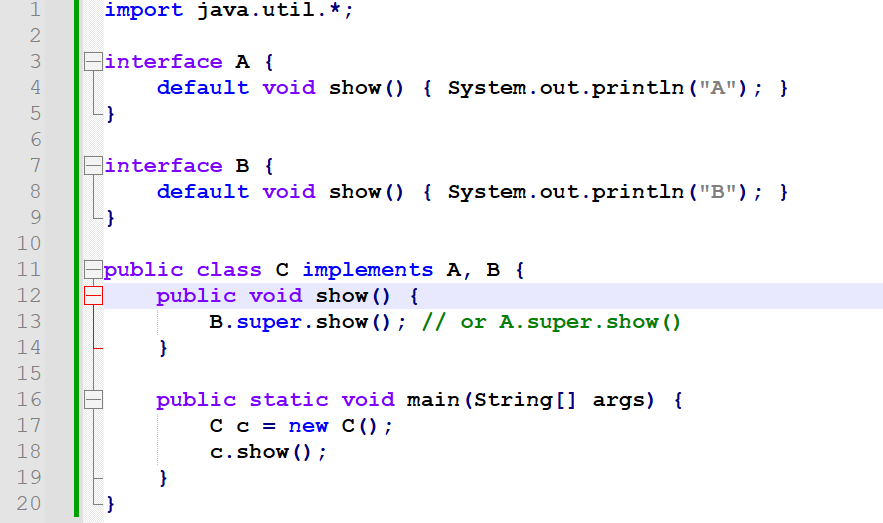 1 import java.util.*;
2
3 interface A {
4     default void show() { System.out.println("A"); }
5 }
6
7 interface B {
8     default void show() { System.out.println("B"); }
9 }
10
11 public class C implements A, B {
12     public void show() {
13         B.super.show(); // or A.super.show()
14     }
15
16     public static void main(String[] args) {
17         C c = new C();
18         c.show();
19     }
20 }